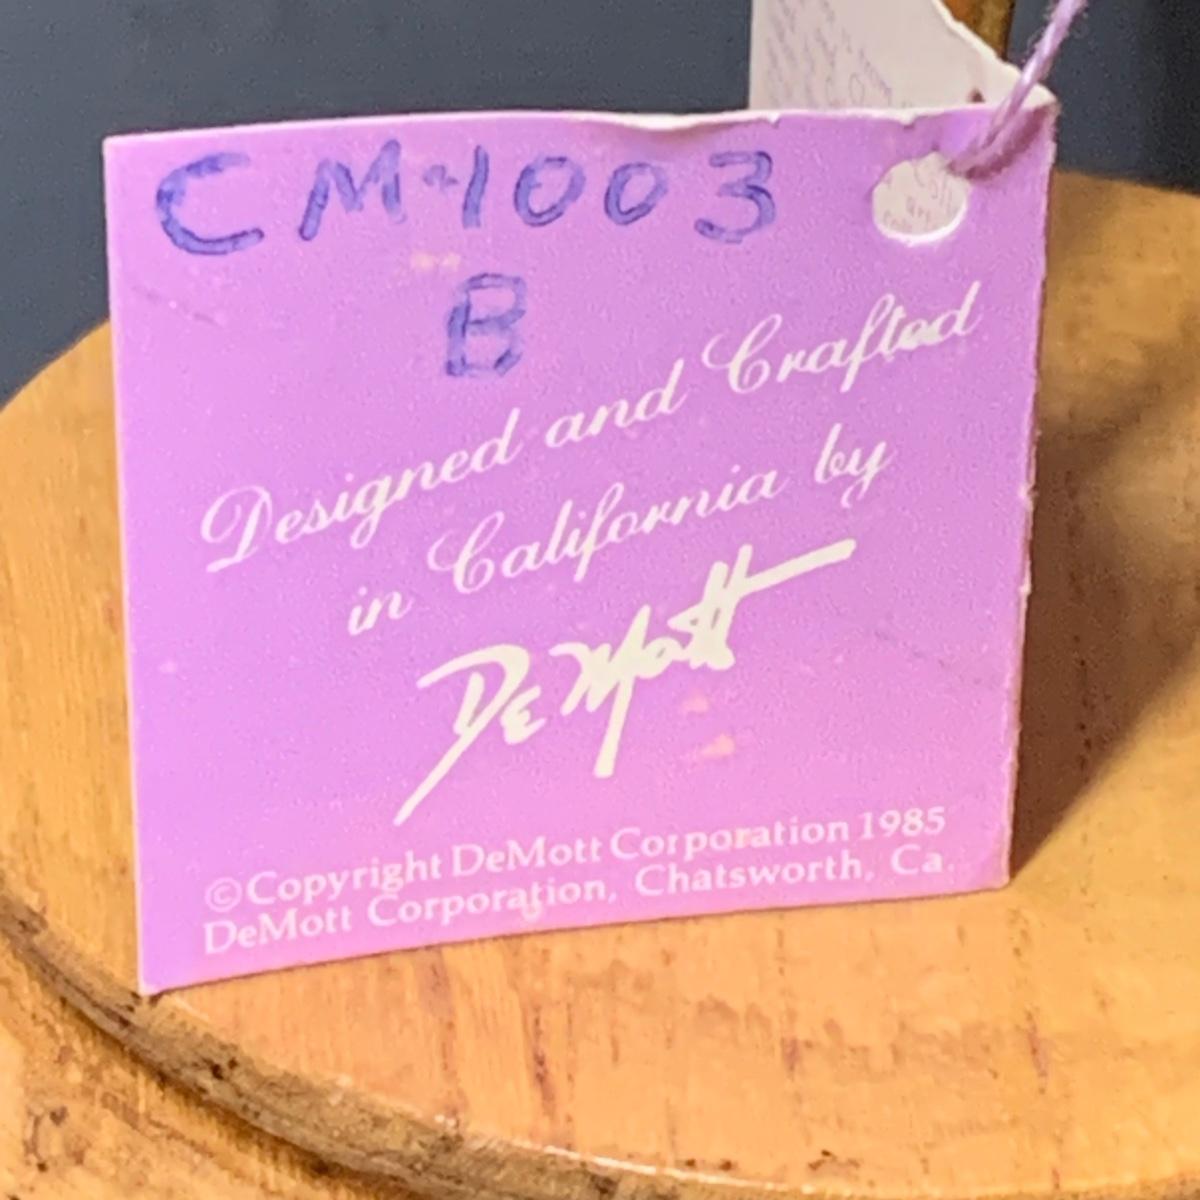 CM-1003
B
Designed and Crafted
in California by
DeMott
©Copyright DeMott Corporation 1985
DeMott Corporation, Chatsworth, Ca.